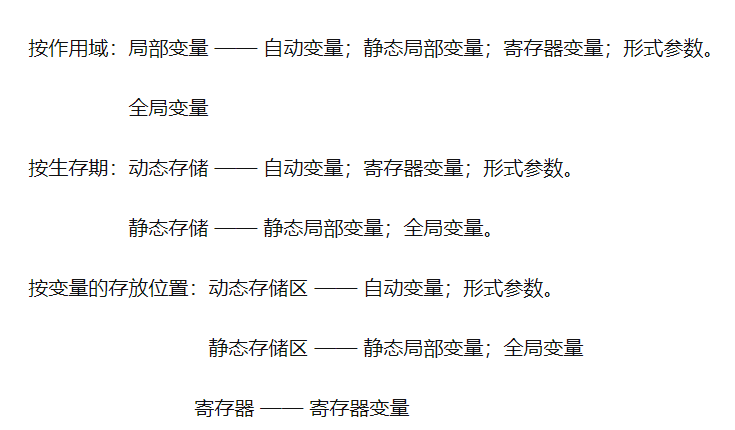 按作用域：局部变量 —— 自动变量；静态局部变量；寄存器变量；形式参数。
全局变量
按生存期：动态存储 —— 自动变量；寄存器变量；形式参数。
静态存储 —— 静态局部变量；全局变量。
按变量的存放位置：动态存储区 —— 自动变量；形式参数。
静态存储区 —— 静态局部变量；全局变量
寄存器 —— 寄存器变量